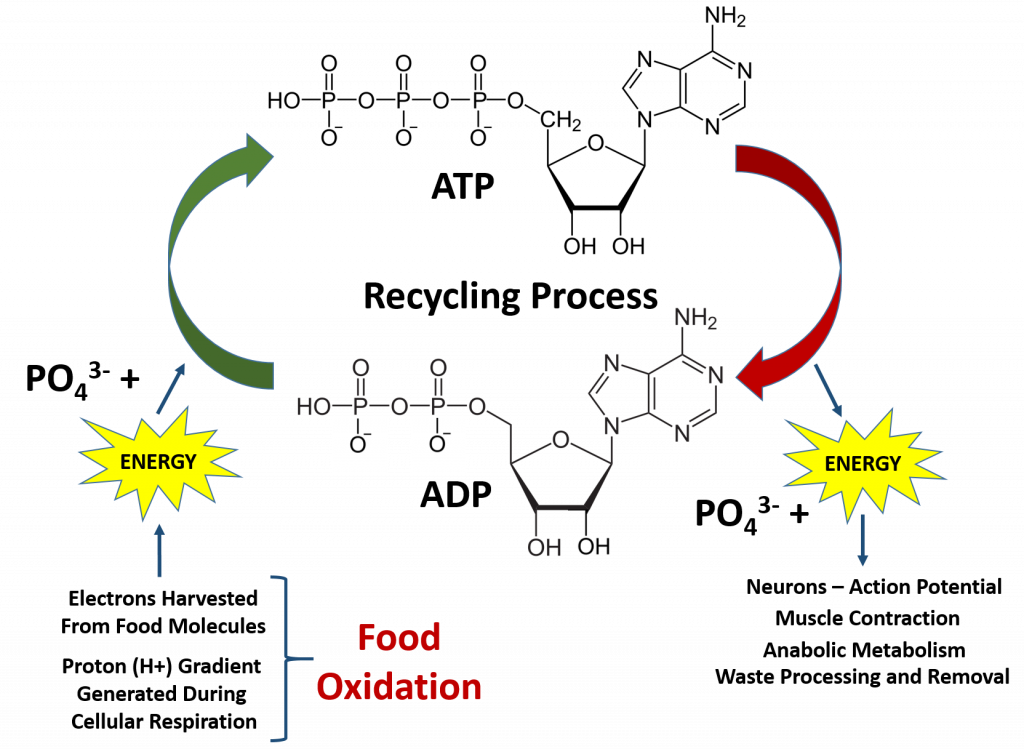 NH₂
O O O N N
HO–P–O–P–O–P–O N N
O⁻ O⁻ O⁻ CH₂
O
ATP
OH OH
Recycling Process
NH₂
PO₄³⁻ +
O O N N
HO–P–O–P–O
O⁻ O⁻ N N
O
ENERGY
ENERGY
ADP
PO₄³⁻ +
OH OH
Electrons Harvested
From Food Molecules
Proton (H+) Gradient
Generated During
Cellular Respiration
Food
Oxidation
Neurons – Action Potential
Muscle Contraction
Anabolic Metabolism
Waste Processing and Removal